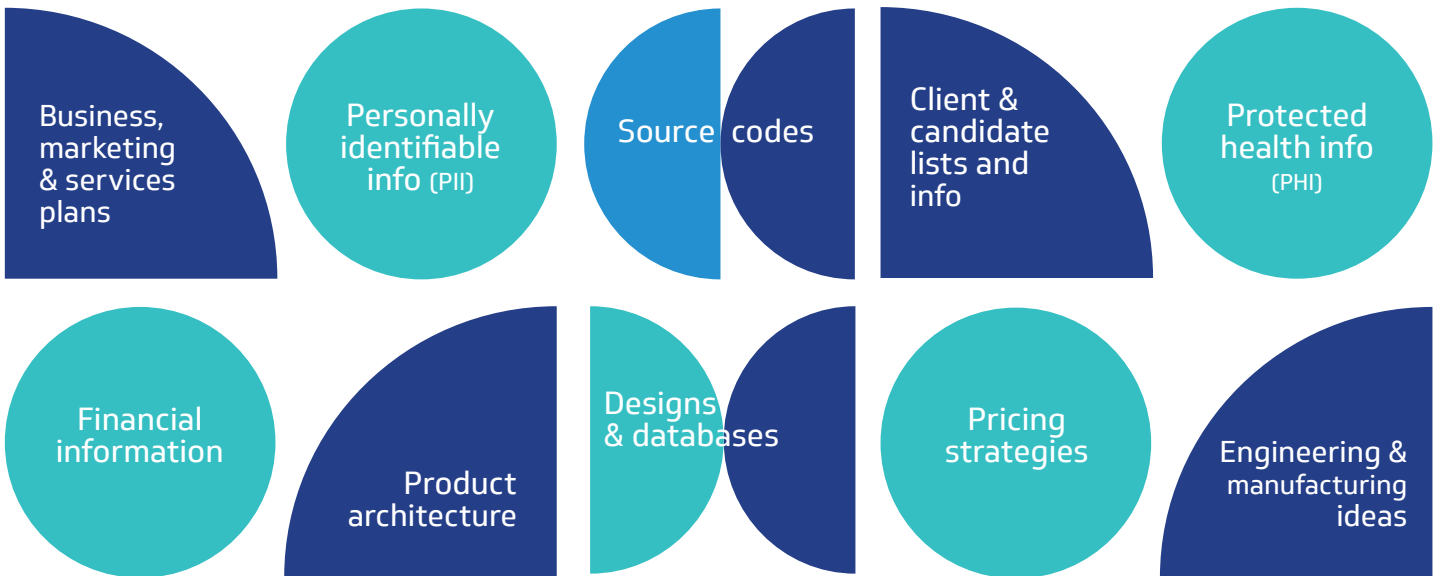 Business,
marketing
& services
plans
Personally
identifiable
info (PII)
Source codes
Client &
candidate
lists and
info
Protected
health info
(PHI)
Financial
information
Product
architecture
Designs
& databases
Pricing
strategies
Engineering &
manufacturing
ideas